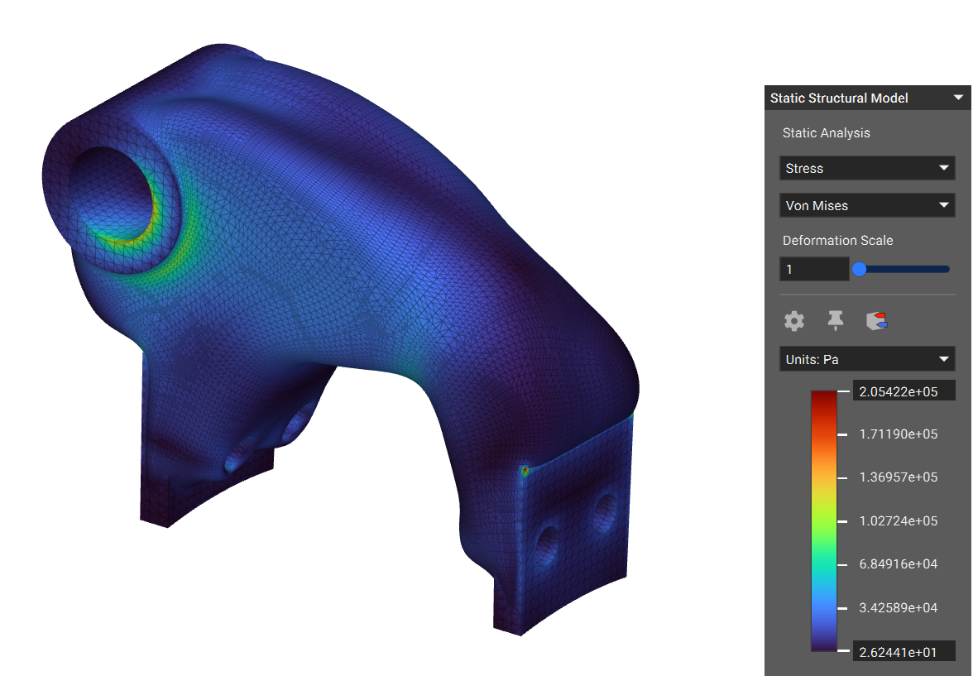 Static Structural Model
Static Analysis
Stress
Von Mises
Deformation Scale
1
Units: Pa
2.05422e+05
1.71190e+05
1.36957e+05
1.02724e+05
6.84916e+04
3.42589e+04
2.62441e+01